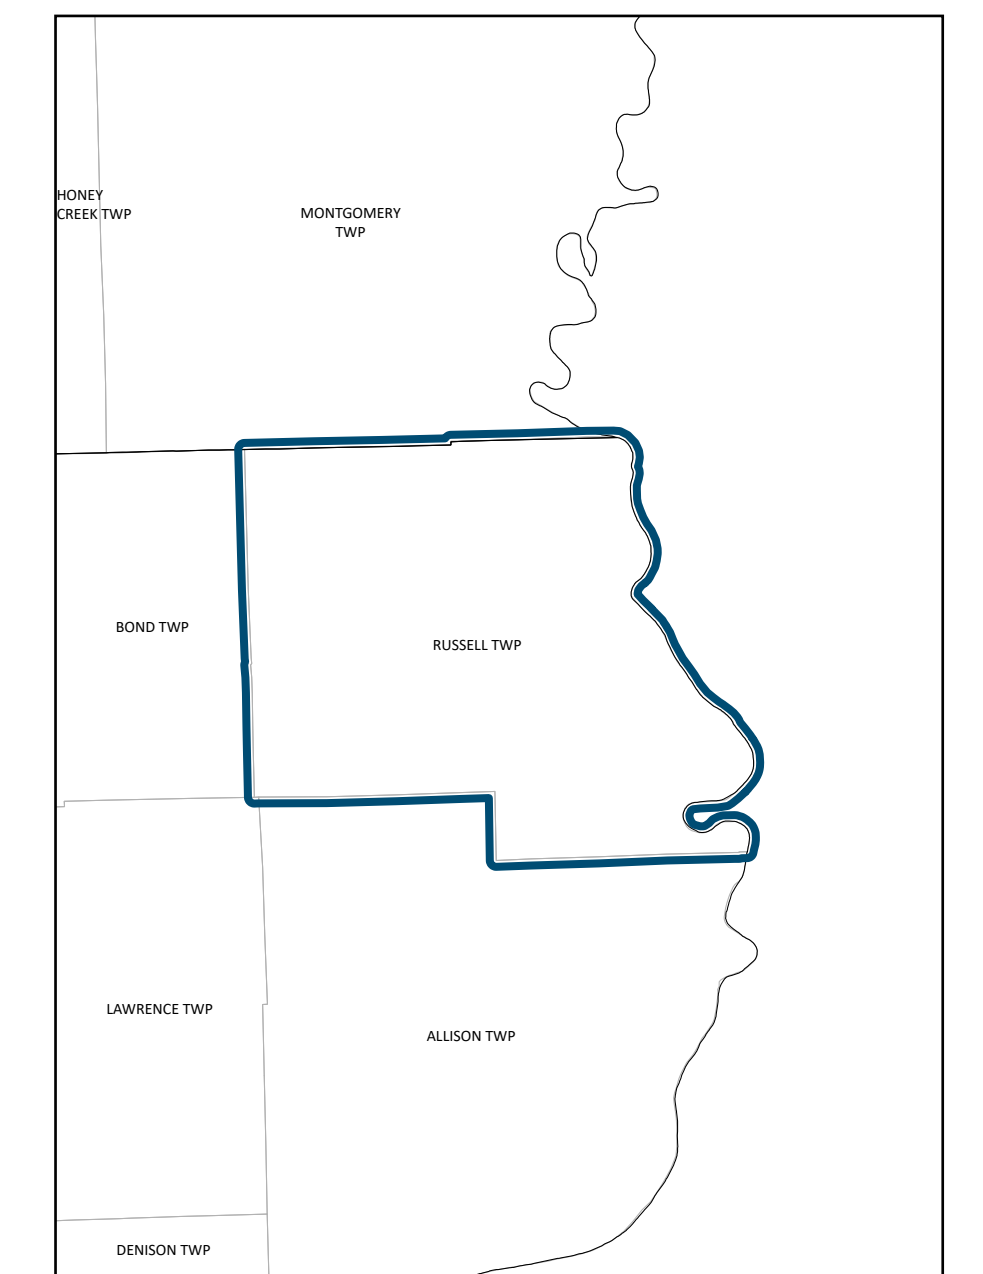 HONEY
CREEK TWP
MONTGOMERY
TWP
BOND TWP
RUSSELL TWP
LAWRENCE TWP
ALLISON TWP
DENISON TWP